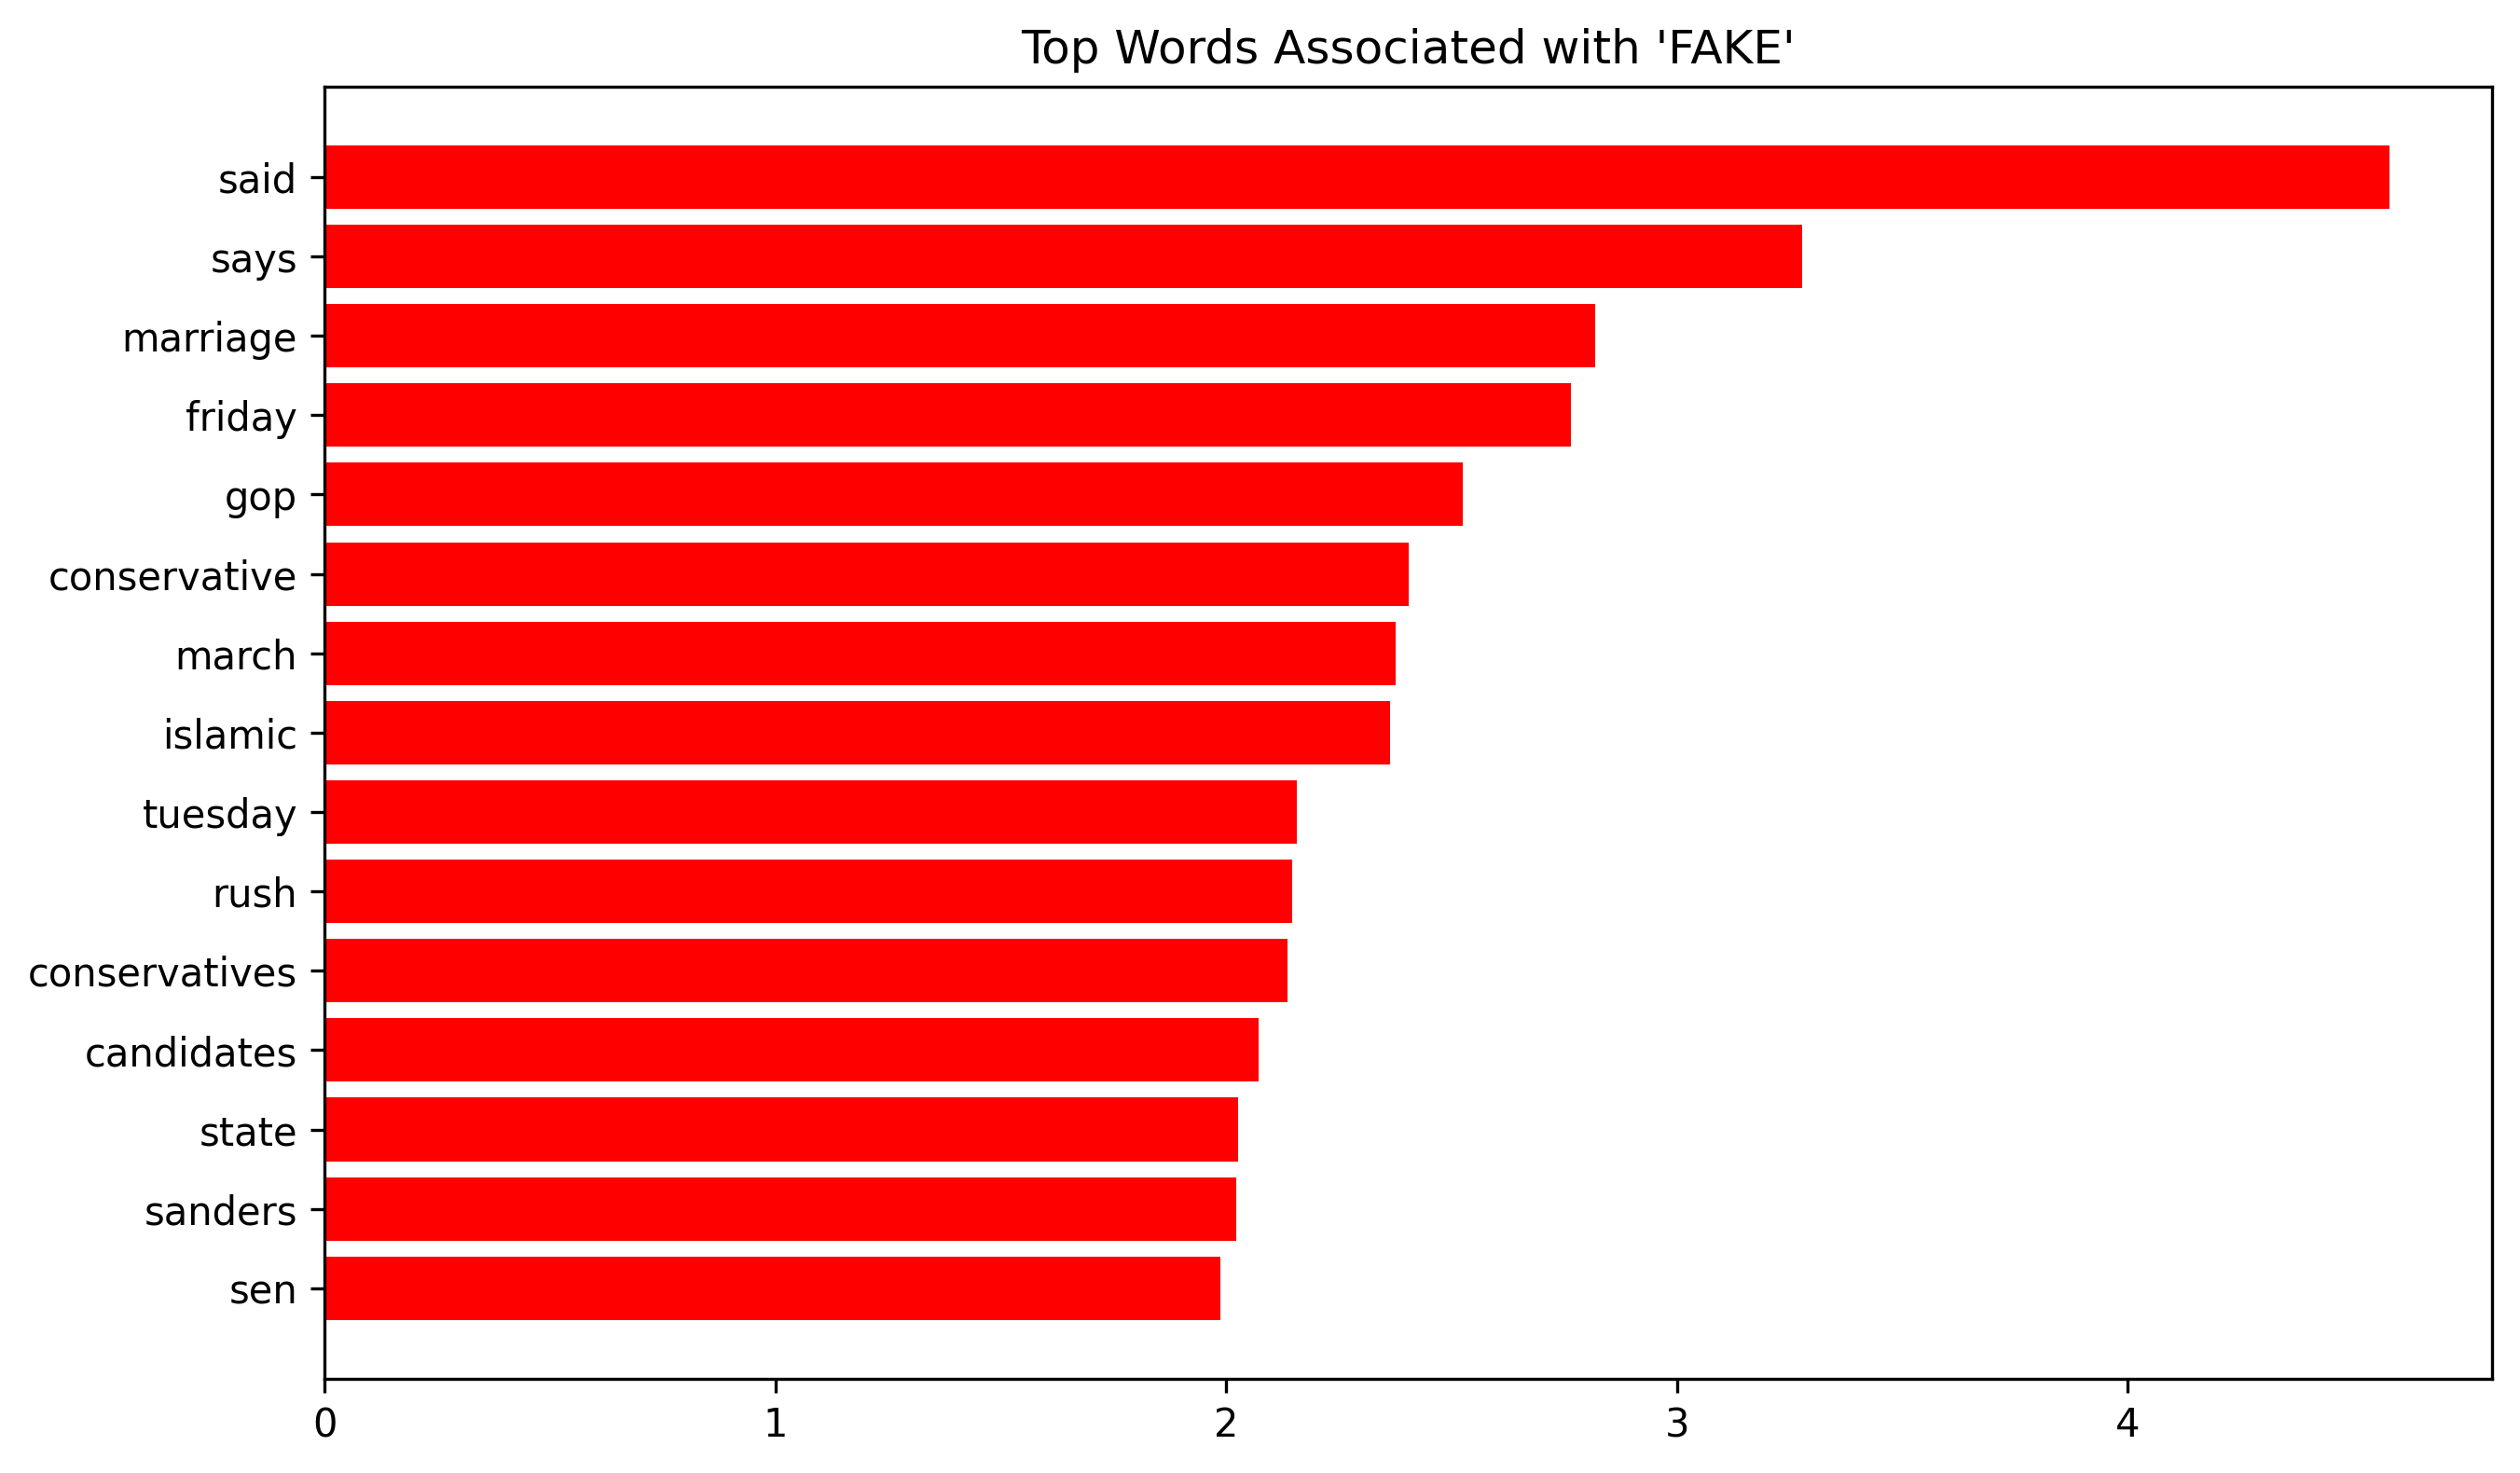 Top Words Associated with 'FAKE'
said
says
marriage
friday
gop
conservative
march
islamic
tuesday
rush
conservatives
candidates
state
sanders
sen
0 1 2 3 4